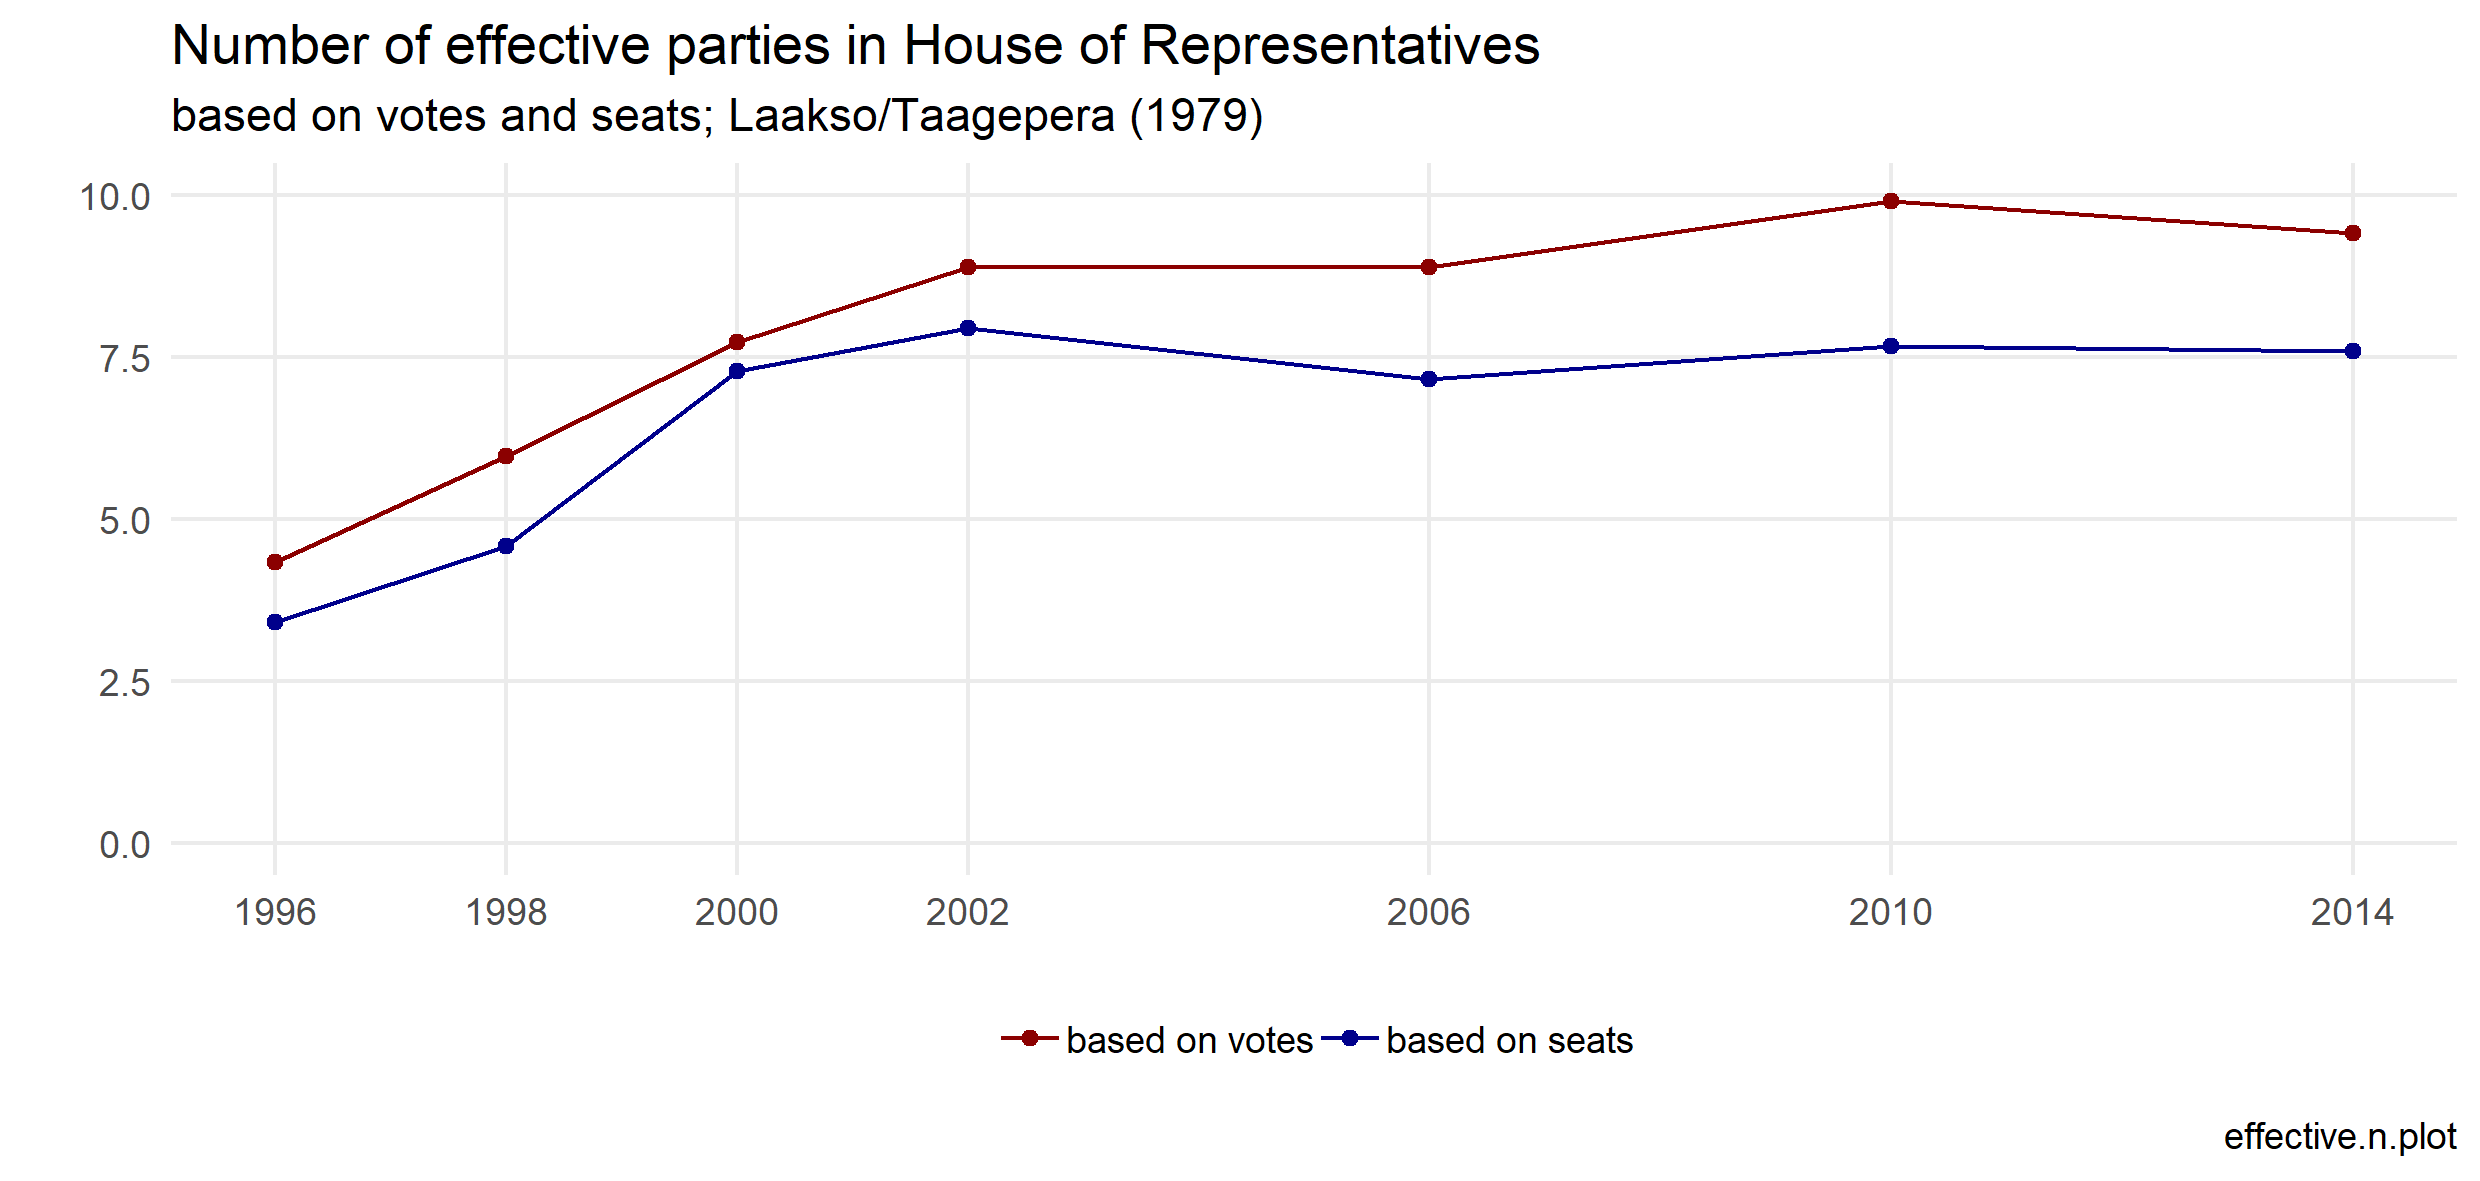 Number of effective parties in House of Representatives
based on votes and seats; Laakso/Taagepera (1979)
10.0
7.5
5.0
2.5
0.0
1996 1998 2000 2002 2006 2010 2014
based on votes based on seats
effective.n.plot